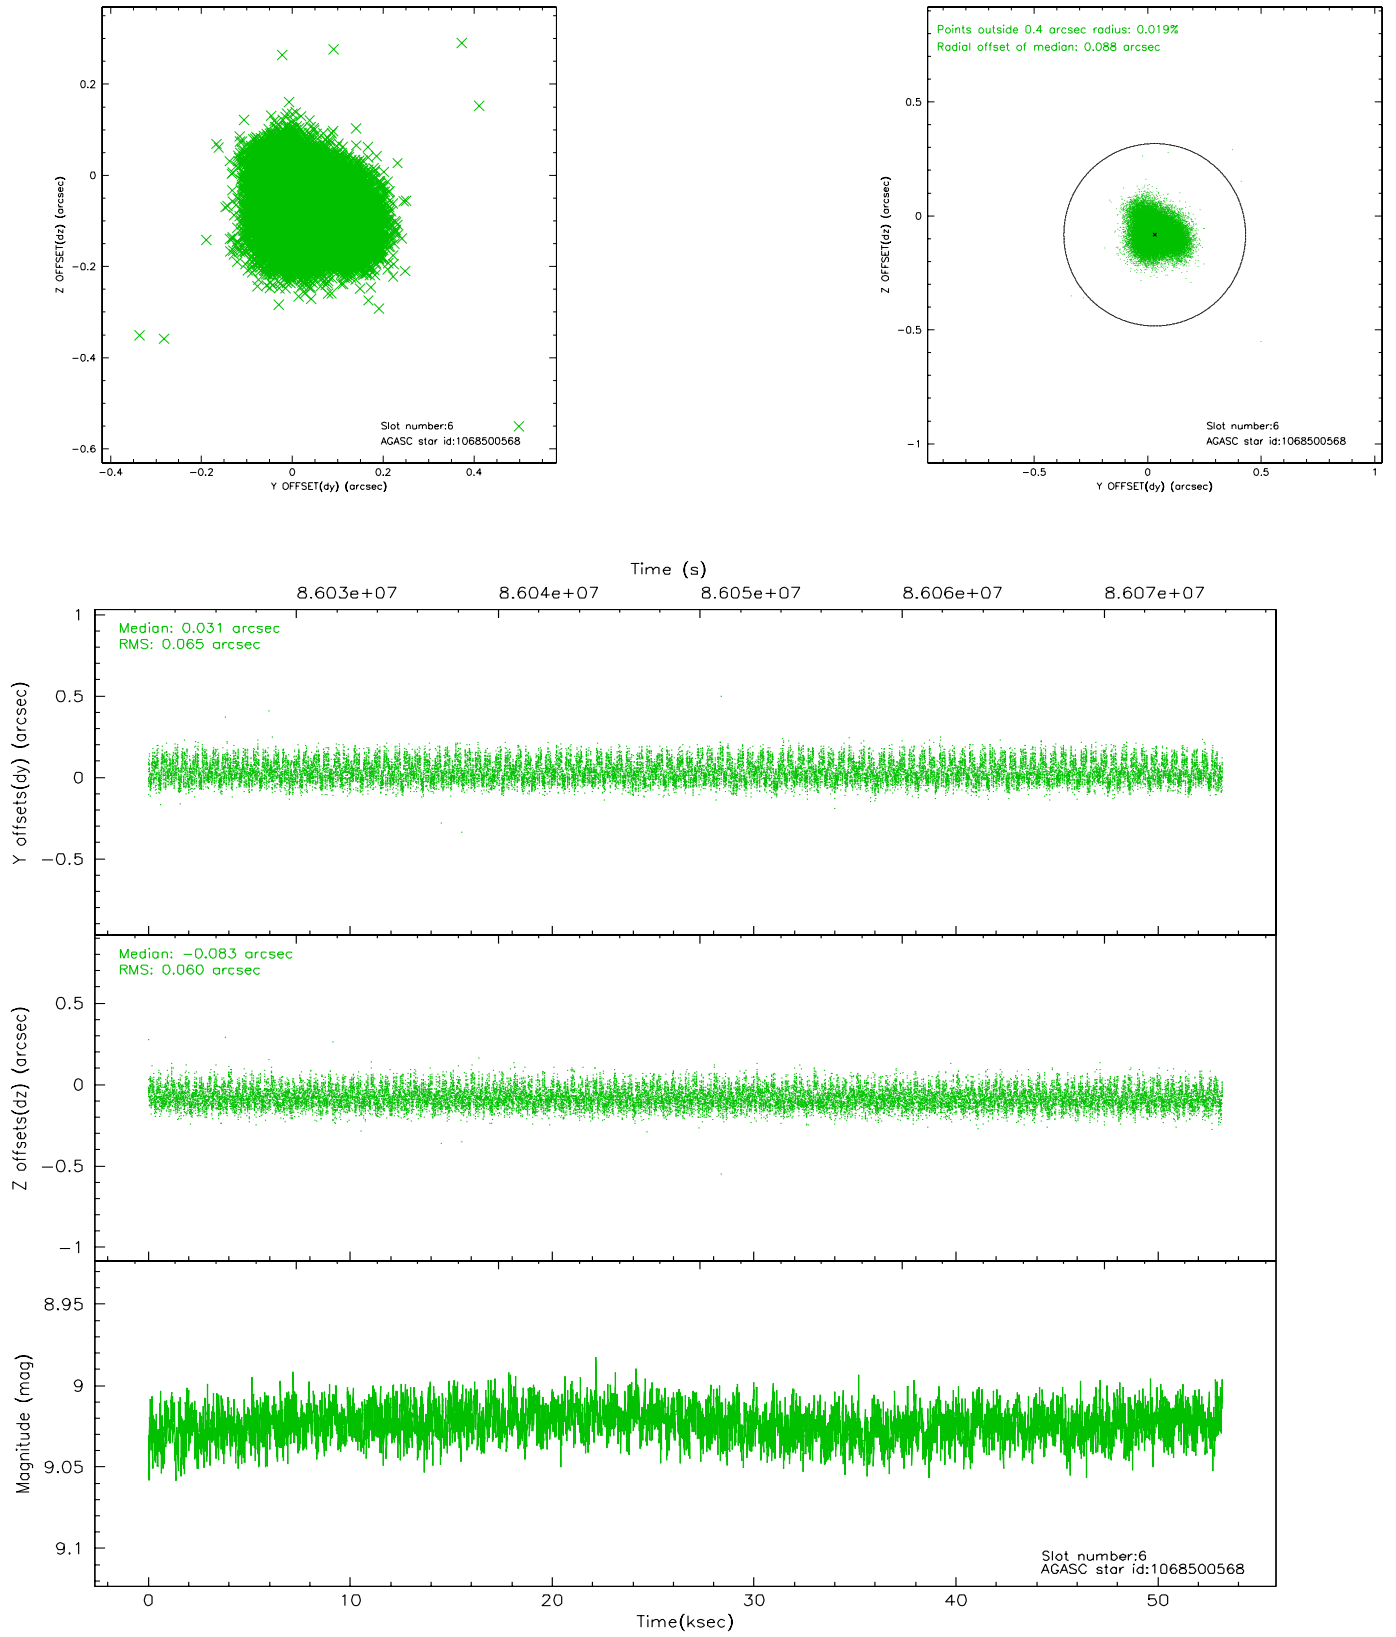 0.2
0
−0.2
−0.4
−0.6
Z OFFSET(dz) (arcsec)
−0.4
−0.2
0
0.2
0.4
Y OFFSET(dy) (arcsec)
Slot number:6
AGASC star id:1068500568
Points outside 0.4 arcsec radius: 0.019%
Radial offset of median: 0.088 arcsec
0.5
0
−0.5
−1
Z OFFSET(dz) (arcsec)
−0.5
0
0.5
1
Y OFFSET(dy) (arcsec)
Slot number:6
AGASC star id:1068500568
Time (s)
8.603e+07
8.604e+07
8.605e+07
8.606e+07
8.607e+07
Median: 0.031 arcsec
RMS: 0.065 arcsec
1
0.5
0
−0.5
Y offsets(dy) (arcsec)
Median: −0.083 arcsec
RMS: 0.060 arcsec
0.5
0
−0.5
−1
Z offsets(dz) (arcsec)
8.95
9
9.05
9.1
Magnitude (mag)
Slot number:6
AGASC star id:1068500568
0
10
20
30
40
50
Time(ksec)